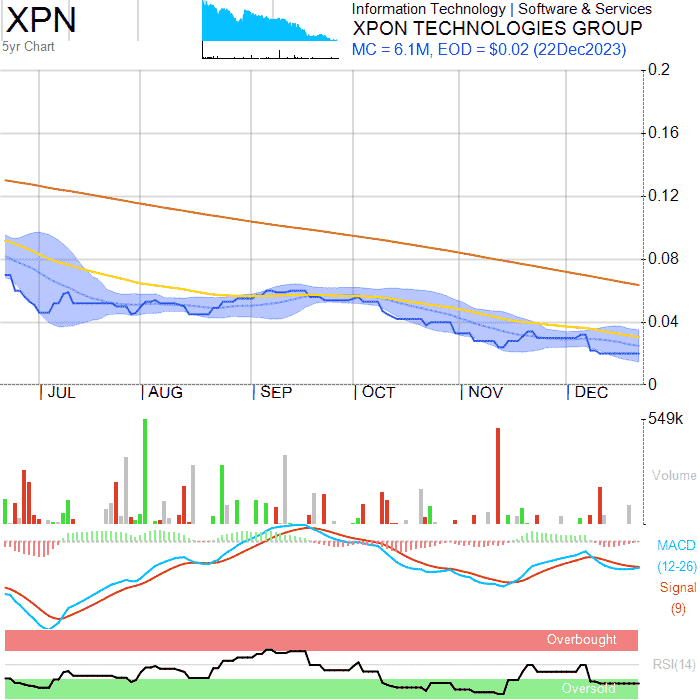 XPN
5yr Chart
Information Technology | Software & Services
XPON TECHNOLOGIES GROUP
MC = 6.1M, EOD = $0.02 (22Dec2023)
0.2
0.16
0.12
0.08
0.04
0
| JUL | AUG | SEP | OCT | NOV | DEC
549k
Volume
MACD
(12-26)
Signal
(9)
Overbought
RSI(14)
Oversold